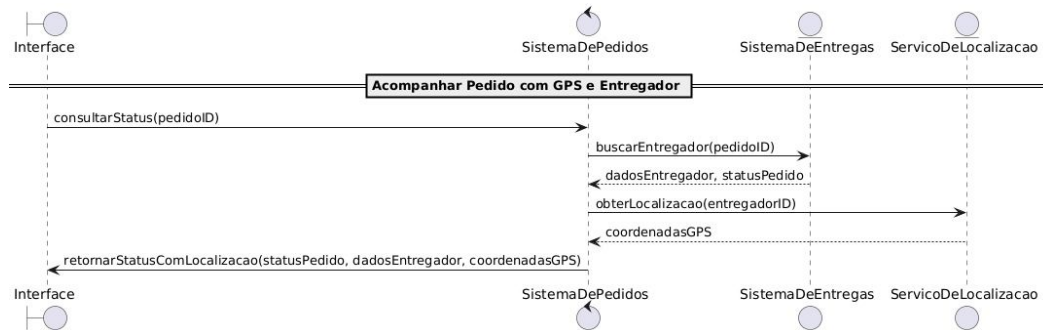 Interface
SistemaDePedidos
SistemaDeEntregas
ServicoDeLocalizacao
Acompanhar Pedido com GPS e Entregador
consultarStatus(pedidoID)
buscarEntregador(pedidoID)
dadosEntregador, statusPedido
obterLocalizacao(entregadorID)
coordenadasGPS
retornarStatusComLocalizacao(statusPedido, dadosEntregador, coordenadasGPS)
Interface
SistemaDePedidos
SistemaDeEntregas
ServicoDeLocalizacao